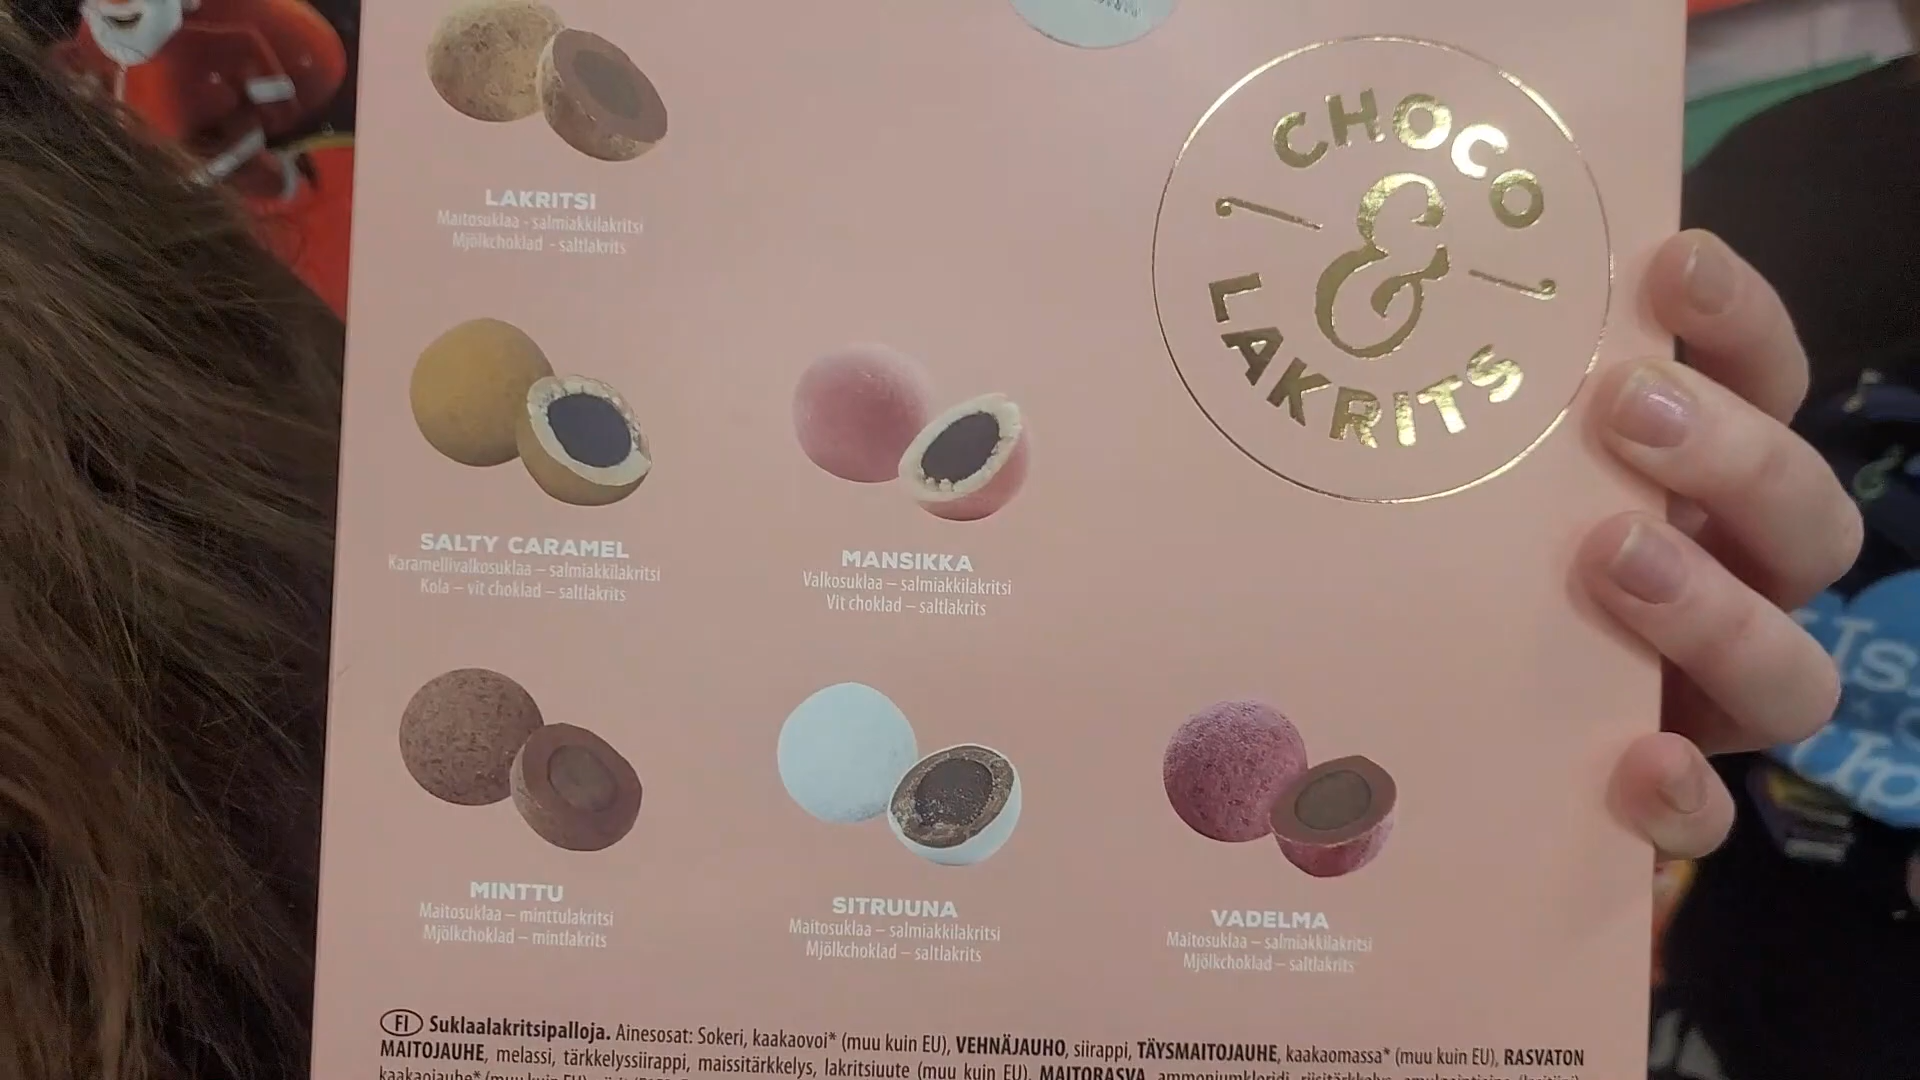 CHOCO
&
LAKRITS
LAKRITSI
Maitosuklaa - salmiakkilakritsi
Mjölkchoklad - saltlakrits
SALTY CARAMEL
Karamellivalkosuklaa – salmiakkilakritsi
Kola – vit choklad – saltlakrits
MANSIKKA
Valkosuklaa – salmiakkilakritsi
Vit choklad – saltlakrits
MINTTU
Maitosuklaa – minttulakritsi
Mjölkchoklad – mintlakrits
SITRUUNA
Maitosuklaa – salmiakkilakritsi
Mjölkchoklad – saltlakrits
VADELMA
Maitosuklaa – salmiakkilakritsi
Mjölkchoklad – saltlakrits
FI Suklaalakritsipalloja. Ainesosat: Sokeri, kaakaovoi* (muu kuin EU), VEHNÄJAUHO, siirappi, TÄYSMAITOJAUHE, kaakaomassa* (muu kuin EU), RASVATON
MAITOJAUHE, melassi, tärkkelyssiirappi, maissitärkkelys, lakritsiuute (muu kuin EU), MAITORASVA, ammoniumkloridi,